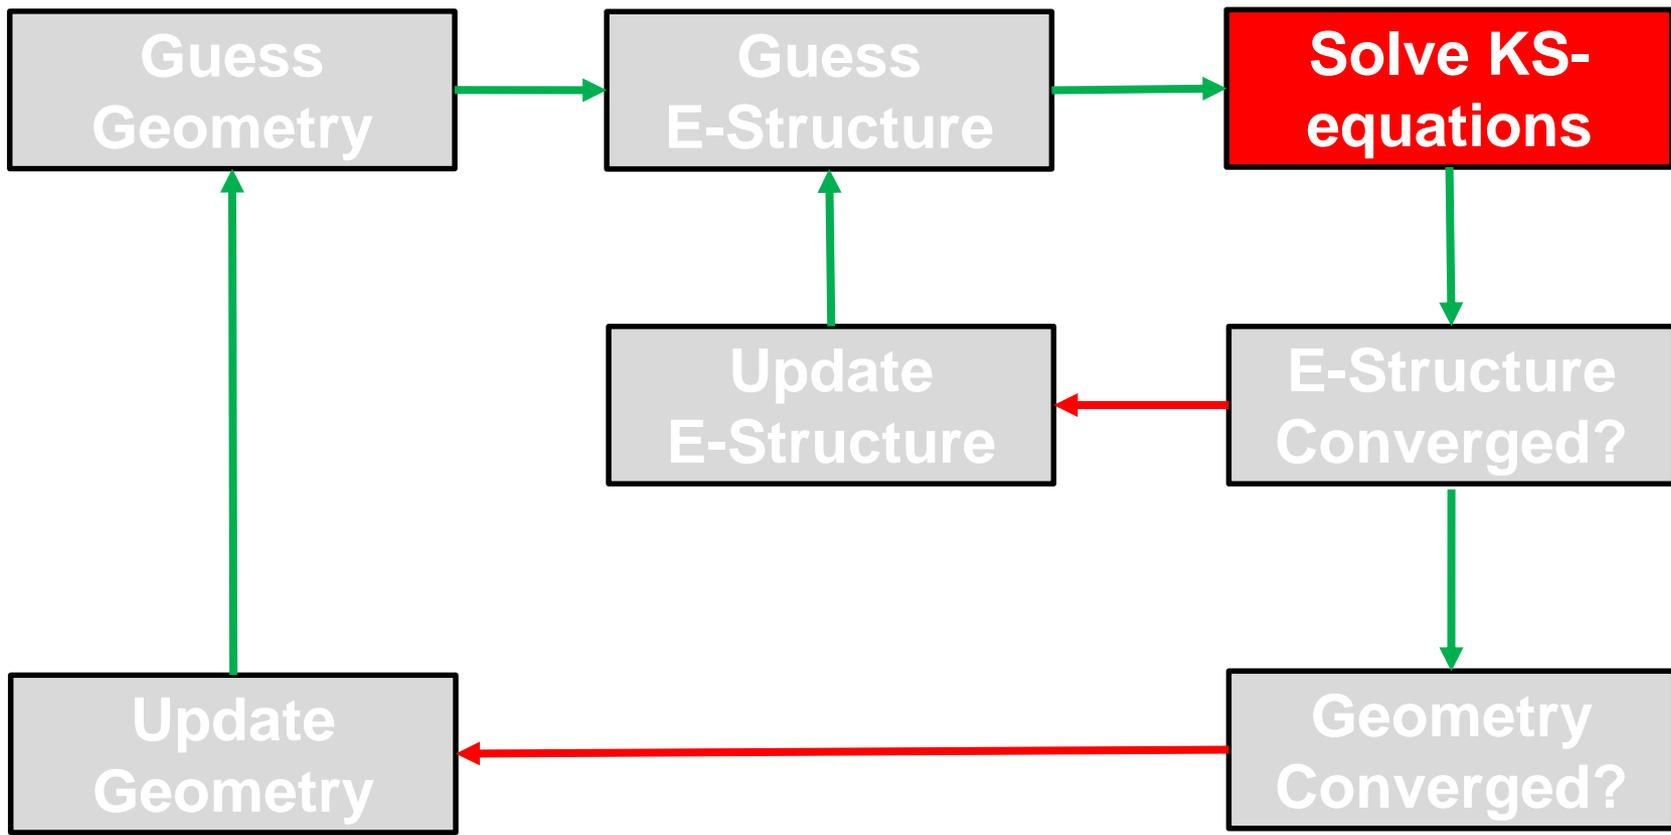 Guess
Geometry
Guess
E-Structure
Solve KS-
equations
Update
E-Structure
E-Structure
Converged?
Update
Geometry
Geometry
Converged?